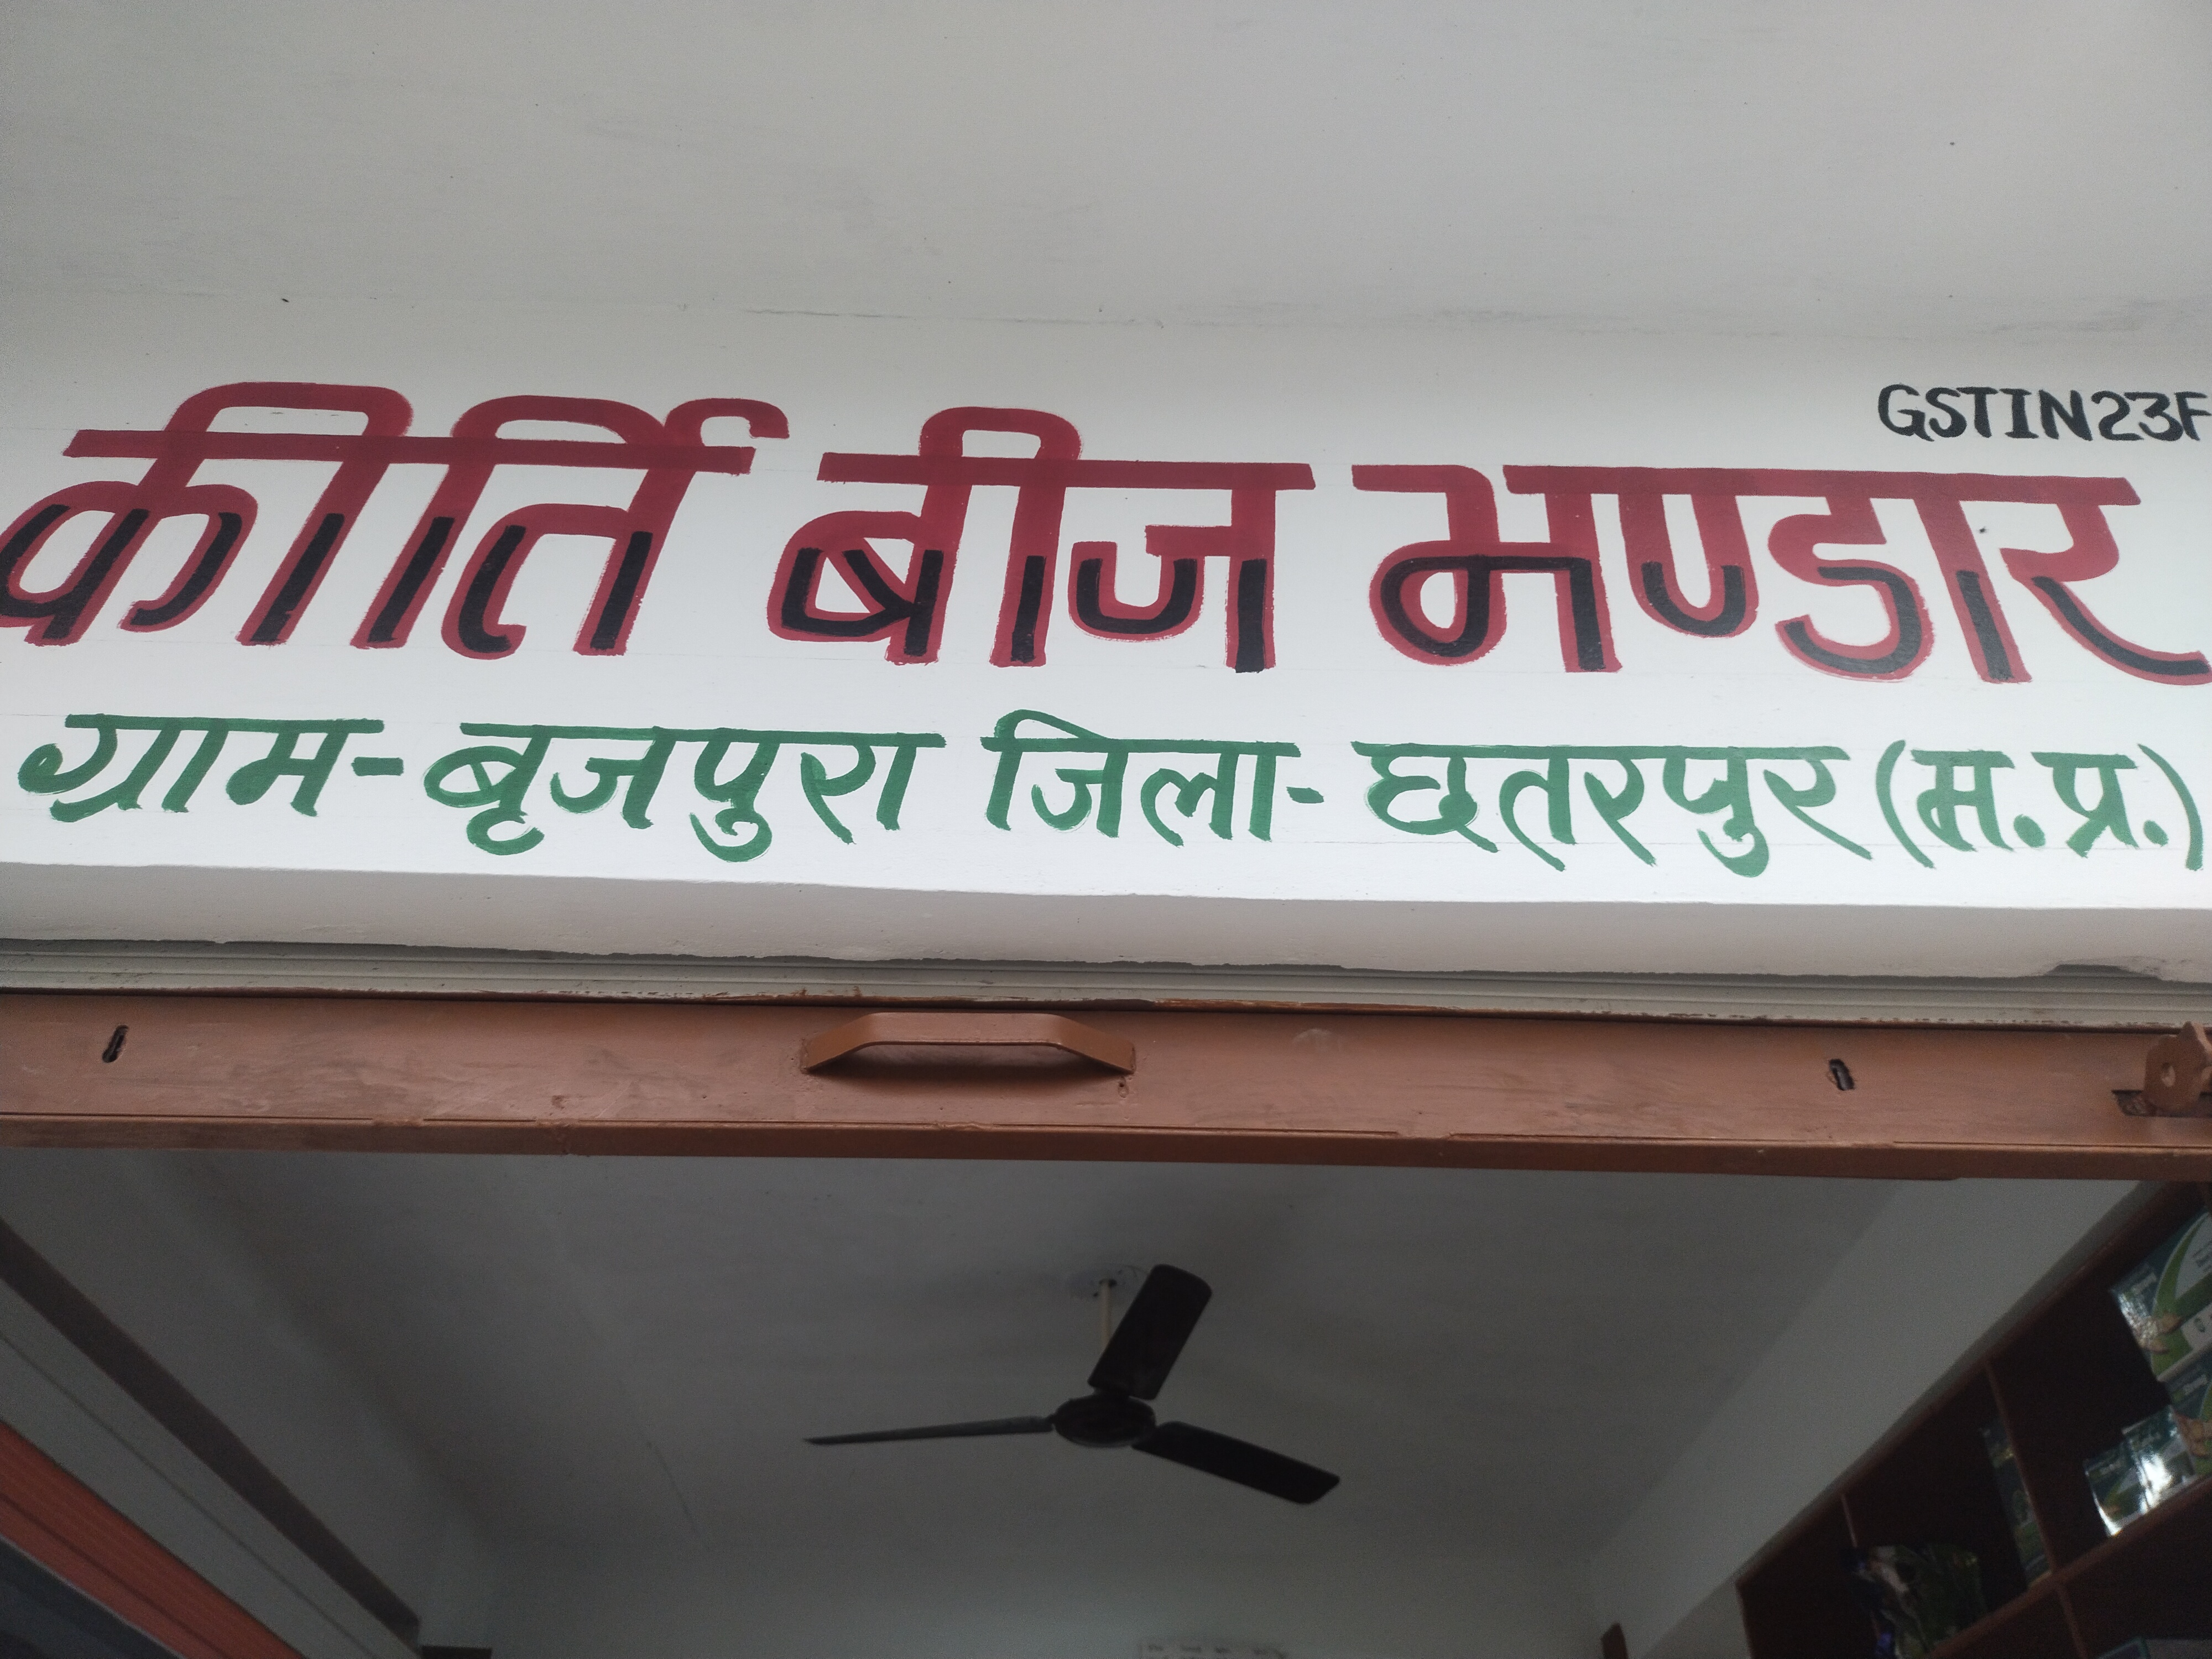 GSTIN23F
कीर्ति बीज भण्डार
ग्राम-बृजपुरा जिला-छतरपुर (म.प्र.)